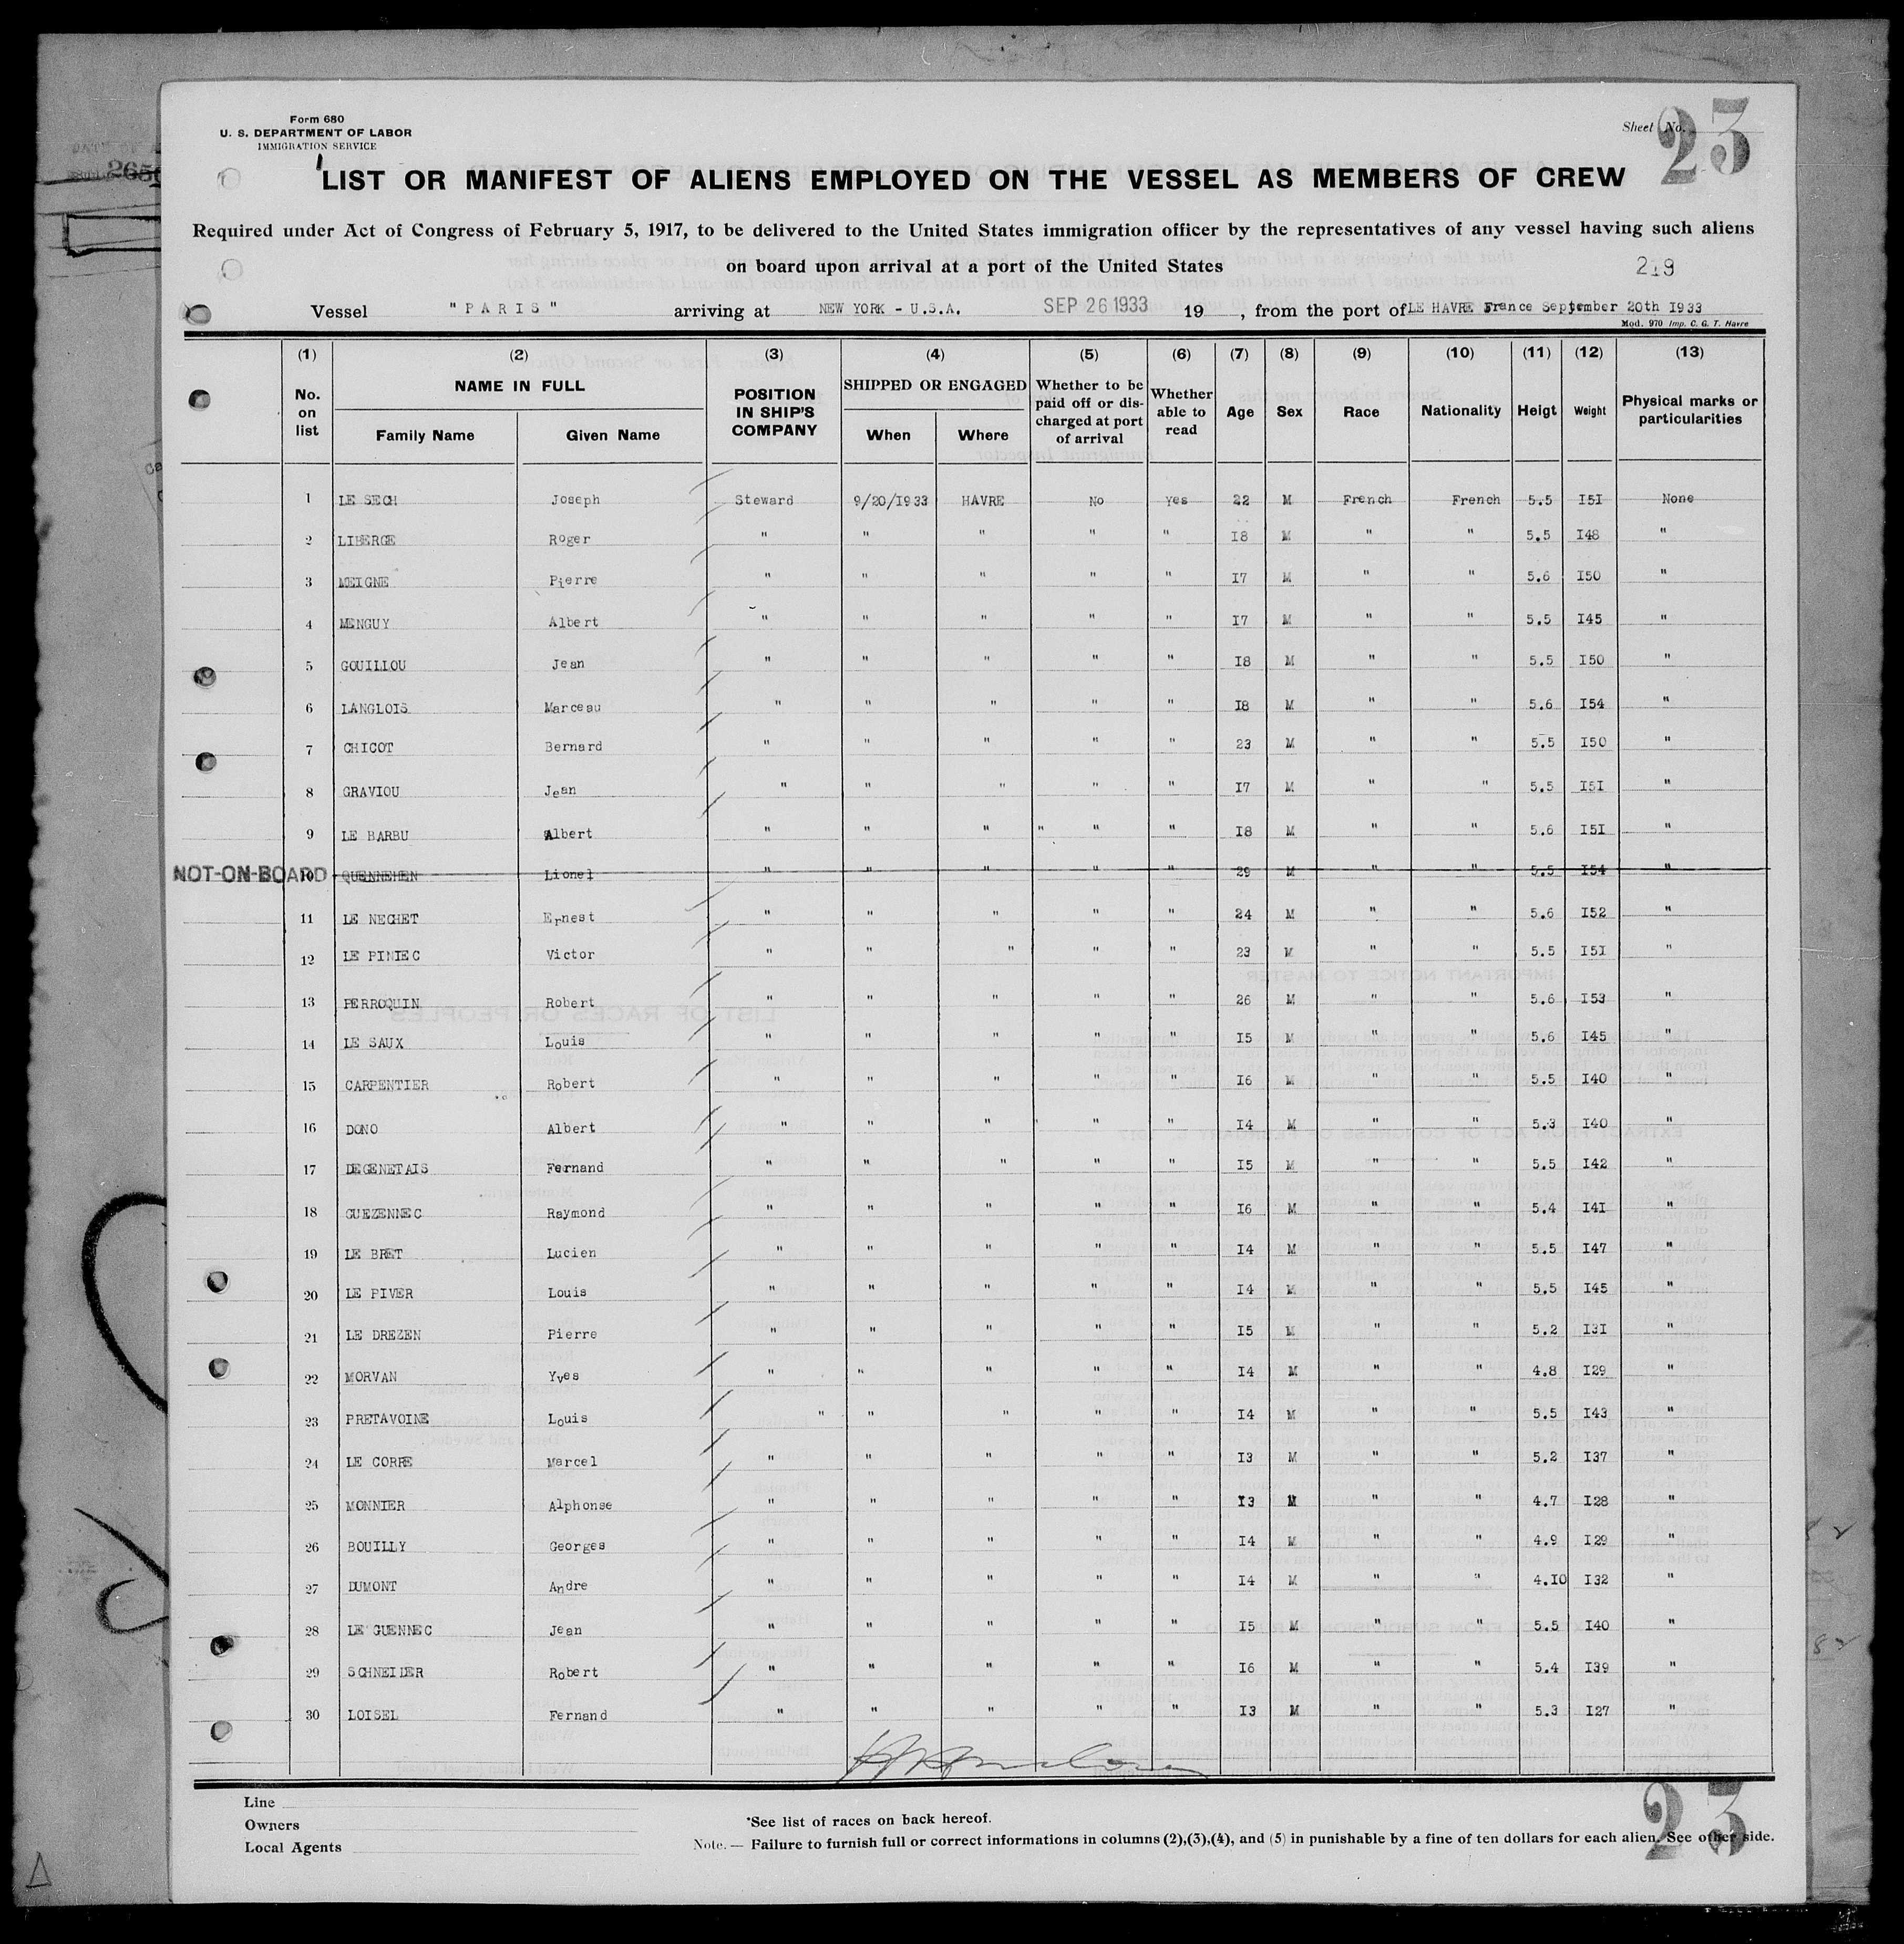 Form 680
U. S. DEPARTMENT OF LABOR
IMMIGRATION SERVICE
Sheet No. 23
LIST OR MANIFEST OF ALIENS EMPLOYED ON THE VESSEL AS MEMBERS OF CREW
Required under Act of Congress of February 5, 1917, to be delivered to the United States immigration officer by the representatives of any vessel having such aliens
on board upon arrival at a port of the United States
219
Vessel "PARIS" arriving at NEW YORK - U.S.A. SEP 26 1933 19 , from the port of LE HAVRE France September 20th I933
Mod. 970 Imp. C. G. T. Havre
(1) (2) (3) (4) (5) (6) (7) (8) (9) (10) (11) (12) (13)
No. on list NAME IN FULL Family Name Given Name POSITION IN SHIP'S COMPANY SHIPPED OR ENGAGED When Where Whether to be paid off or discharged at port of arrival Whether able to read Age Sex Race Nationality Heigt Weight Physical marks or particularities
1 LE SECH Joseph Steward 9/20/I933 HAVRE No Yes 22 M French French 5.5 I5I None
2 LIBERGE Roger " " " " " I8 M " " 5.5 I48 "
3 MEIGNE Pierre " " " " " I7 M " " 5.6 I50 "
4 MENGUY Albert " " " " " I7 M " " 5.5 I45 "
5 GOUILLOU Jean " " " " " I8 M " " 5.5 I50 "
6 LANGLOIS Marceau " " " " " I8 M " " 5.6 I54 "
7 CHICOT Bernard " " " " " 23 M " " 5.5 I50 "
8 GRAVIOU Jean " " " " " I7 M " " 5.5 I5I "
9 LE BARBU Albert " " " " " " I8 M " " 5.6 I5I "
NOT-ON-BOARD 10 QUENNEHEN Lionel " " " " " 29 M " " 5.5 I54 "
11 LE NECHET Ernest " " " " " 24 M " " 5.6 I52 "
12 LE PINIEC Victor " " " " " 23 M " " 5.5 I5I "
13 PERROQUIN Robert " " " " " 26 M " " 5.6 I53 "
14 LE SAUX Louis " " " " " I5 M " " 5.6 I45 "
15 CARPENTIER Robert " " " " " I6 M " " 5.5 I40 "
16 DONO Albert " " " " " I4 M " " 5.3 I40 "
17 DEGENETAIS Fernand " " " " " I5 M " " 5.5 I42 "
18 GUEZENNEC Raymond " " " " " I6 M " " 5.4 I4I "
19 LE BRET Lucien " " " " " I4 M " " 5.5 I47 "
20 LE PIVER Louis " " " " " I4 M " " 5.5 I45 "
21 LE DREZEN Pierre " " " " " I5 M " " 5.2 I3I "
22 MORVAN Yves " " " " " I4 M " " 4.8 I29 "
23 PRETAVOINE Louis " " " " " I4 M " " 5.5 I43 "
24 LE CORRE Marcel " " " " " I3 M " " 5.2 I37 "
25 MONNIER Alphonse " " " " " I3 M " " 4.7 I28 "
26 BOUILLY Georges " " " " " I4 M " " 4.9 I29 "
27 DUMONT Andre " " " " " I4 M " " 4.I0 I32 "
28 LE GUENNEC Jean " " " " " I5 M " " 5.5 I40 "
29 SCHNEIDER Robert " " " " " I6 M " " 5.4 I39 "
30 LOISEL Fernand " " " " " I3 M " " 5.3 I27 "
Line
Owners
Local Agents
*See list of races on back hereof.
Note. — Failure to furnish full or correct informations in columns (2),(3),(4), and (5) in punishable by a fine of ten dollars for each alien. See other side.
23